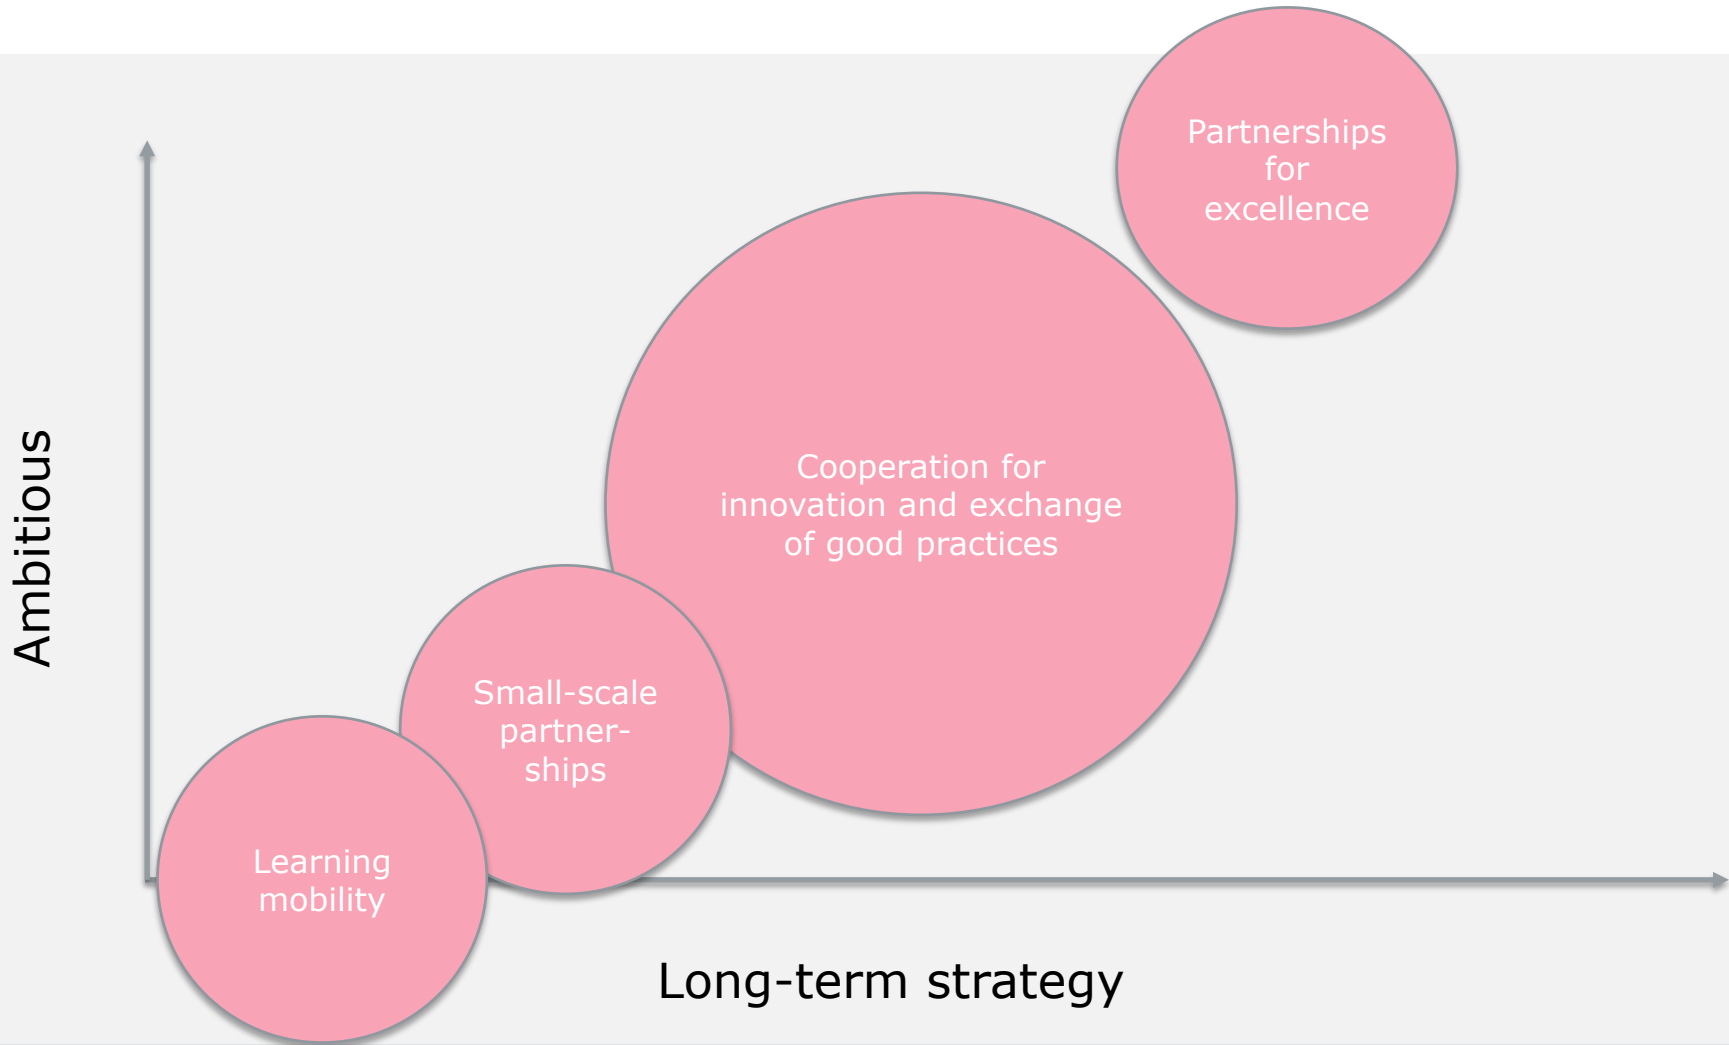 Partnerships
for
excellence
Cooperation for
innovation and exchange
of good practices
Ambitious
Small-scale
partner-
ships
Learning
mobility
Long-term strategy